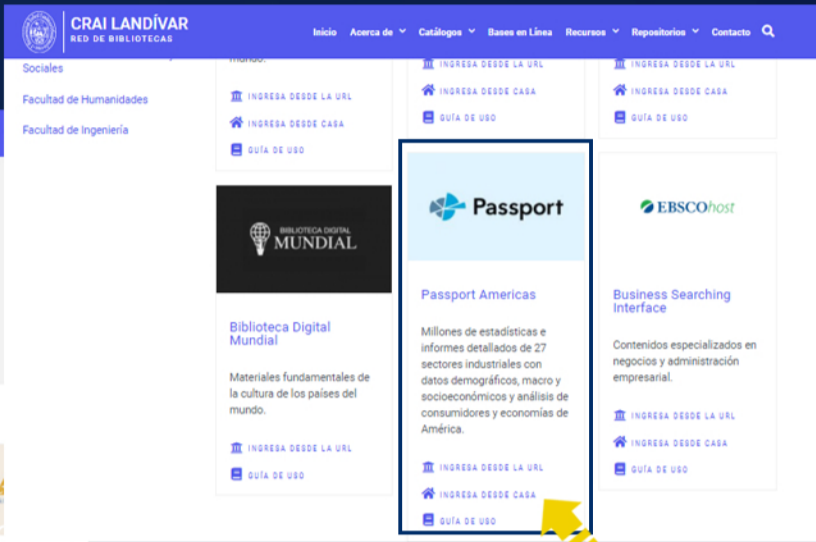 CRAI LANDÍVAR
RED DE BIBLIOTECAS
Inicio Acerca de Catálogos Bases en Línea Recursos Repositorios Contacto
Sociales
Facultad de Humanidades
Facultad de Ingeniería
mundo.
INGRESA DESDE LA URL
INGRESA DESDE CASA
GUÍA DE USO
INGRESA DESDE LA URL
INGRESA DESDE CASA
GUÍA DE USO
INGRESA DESDE LA URL
INGRESA DESDE CASA
GUÍA DE USO
BIBLIOTECA DIGITAL
MUNDIAL
Biblioteca Digital
Mundial
Materiales fundamentales de
la cultura de los países del
mundo.
INGRESA DESDE LA URL
GUÍA DE USO
Passport
Passport Americas
Millones de estadísticas e
informes detallados de 27
sectores industriales con
datos demográficos, macro y
socioeconómicos y análisis de
consumidores y economías de
América.
INGRESA DESDE LA URL
INGRESA DESDE CASA
GUÍA DE USO
EBSCOhost
Business Searching
Interface
Contenidos especializados en
negocios y administración
empresarial.
INGRESA DESDE LA URL
INGRESA DESDE CASA
GUÍA DE USO